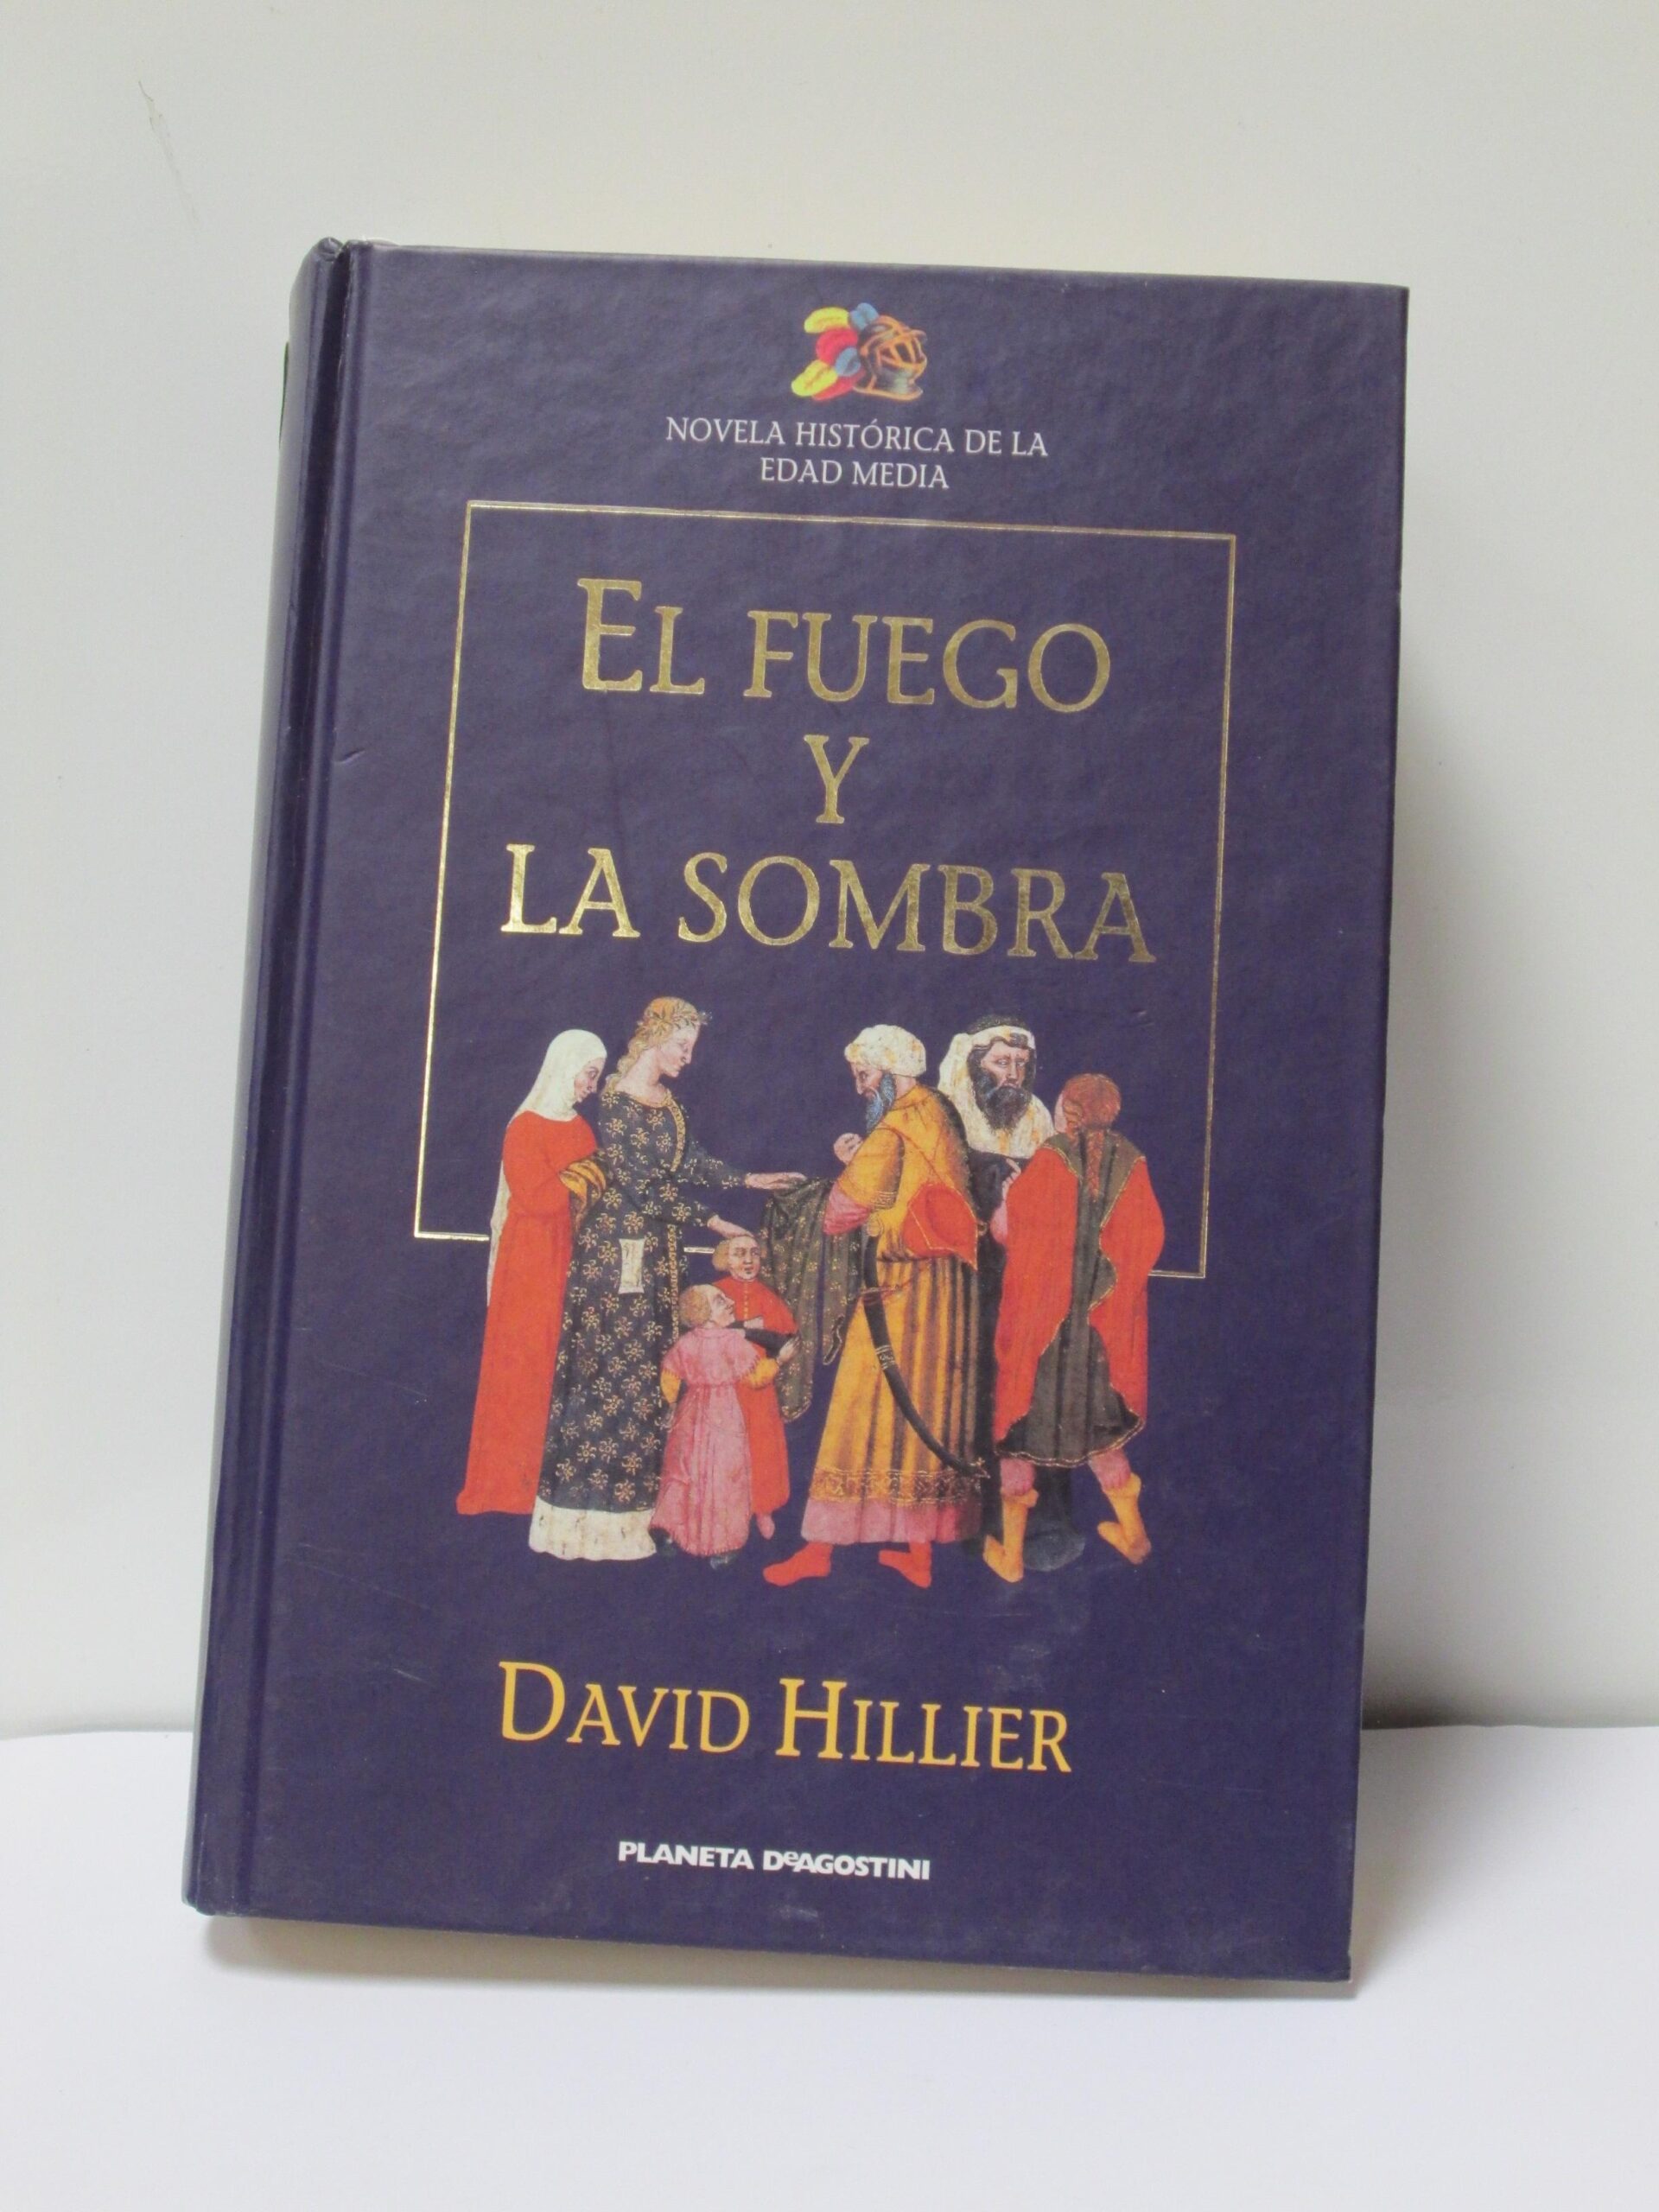 NOVELA HISTÓRICA DE LA
EDAD MEDIA
EL FUEGO
Y
LA SOMBRA
DAVID HILLIER
PLANETA DeAGOSTINI